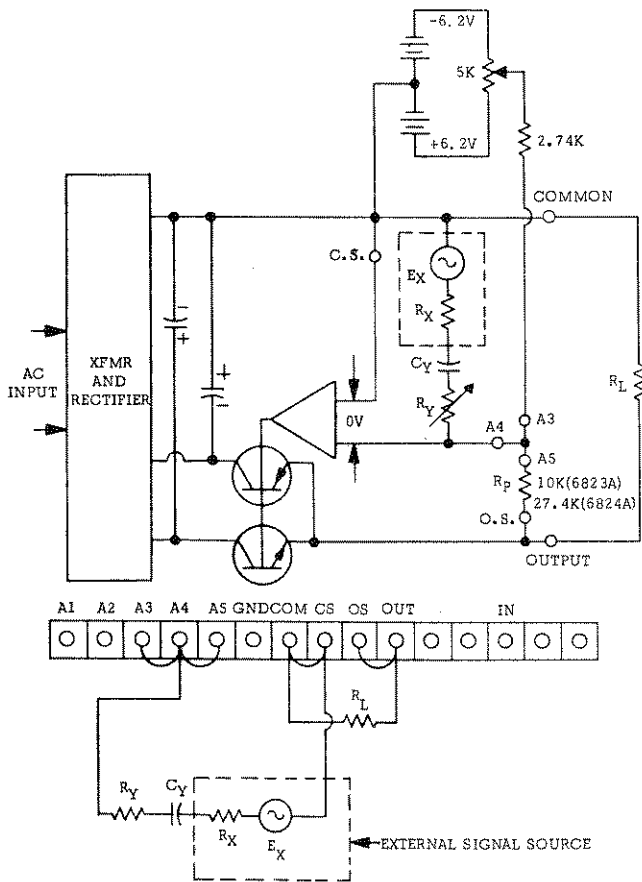 -6.2V
5K
+6.2V
2.74K
COMMON
C.S.
EX
RX
CY
RY
0V
XFMR
AND
RECTIFIER
AC
INPUT
RL
A3
A4
A5
RP 10K(6823A)
27.4K(6824A)
O.S.
OUTPUT
A1 A2 A3 A4 A5 GND COM CS OS OUT IN
RL
RY CY RX EX
EXTERNAL SIGNAL SOURCE